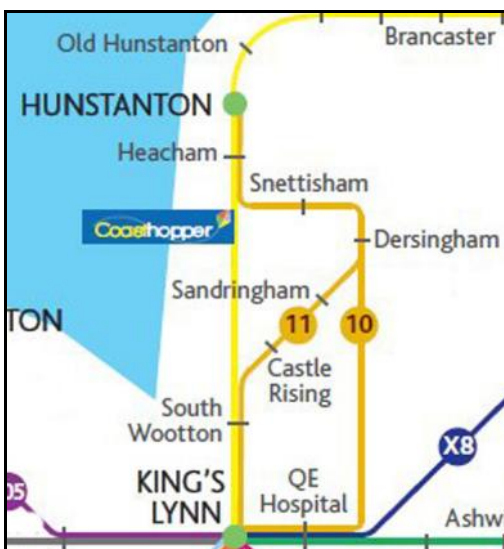 Old Hunstanton
Brancaster
HUNSTANTON
Heacham
Snettisham
Coasthopper
Dersingham
Sandringham
TON
11
10
Castle
Rising
South
Wootton
X8
KING'S
LYNN
QE
Hospital
05
Ashw